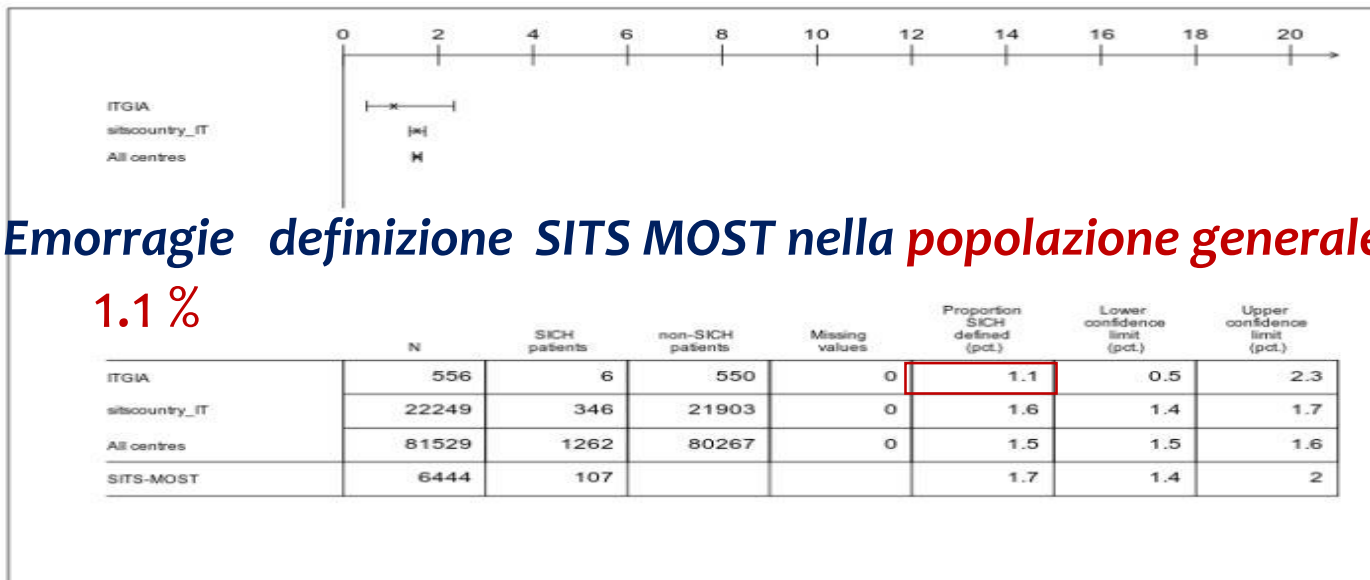 0 2 4 6 8 10 12 14 16 18 20
ITGIA
sitscountry_IT
All centres
Emorragie definizione SITS MOST nella popolazione generale
1.1 %
N SICH patients non-SICH patients Missing values Proportion SICH defined (pct.) Lower confidence limit (pct.) Upper confidence limit (pct.)
ITGIA 556 6 550 0 1.1 0.5 2.3
sitscountry_IT 22249 346 21903 0 1.6 1.4 1.7
All centres 81529 1262 80267 0 1.5 1.5 1.6
SITS-MOST 6444 107 1.7 1.4 2